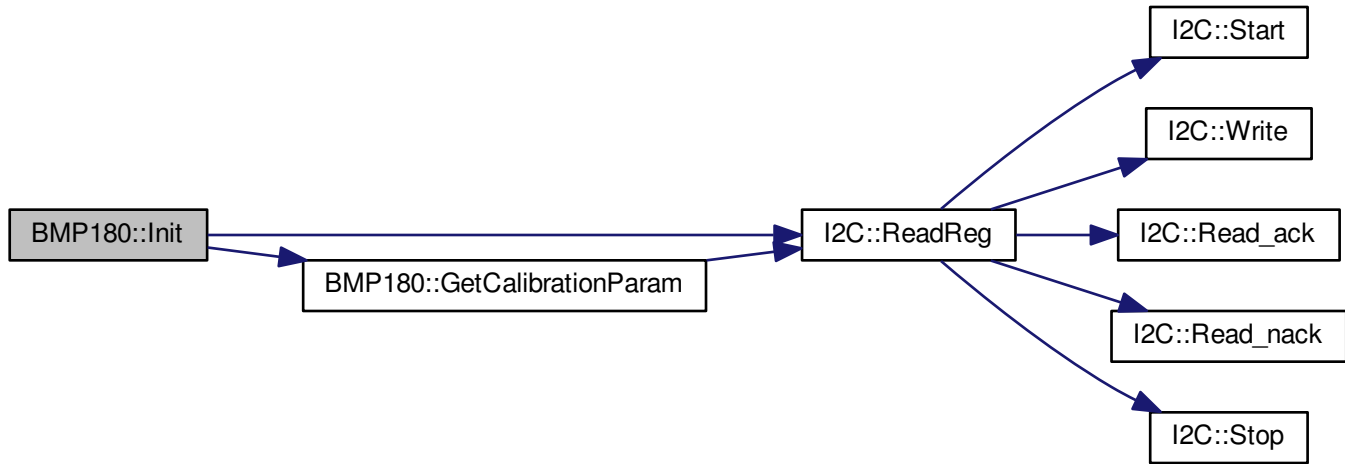 BMP180::Init
BMP180::GetCalibrationParam
I2C::ReadReg
I2C::Start
I2C::Write
I2C::Read_ack
I2C::Read_nack
I2C::Stop